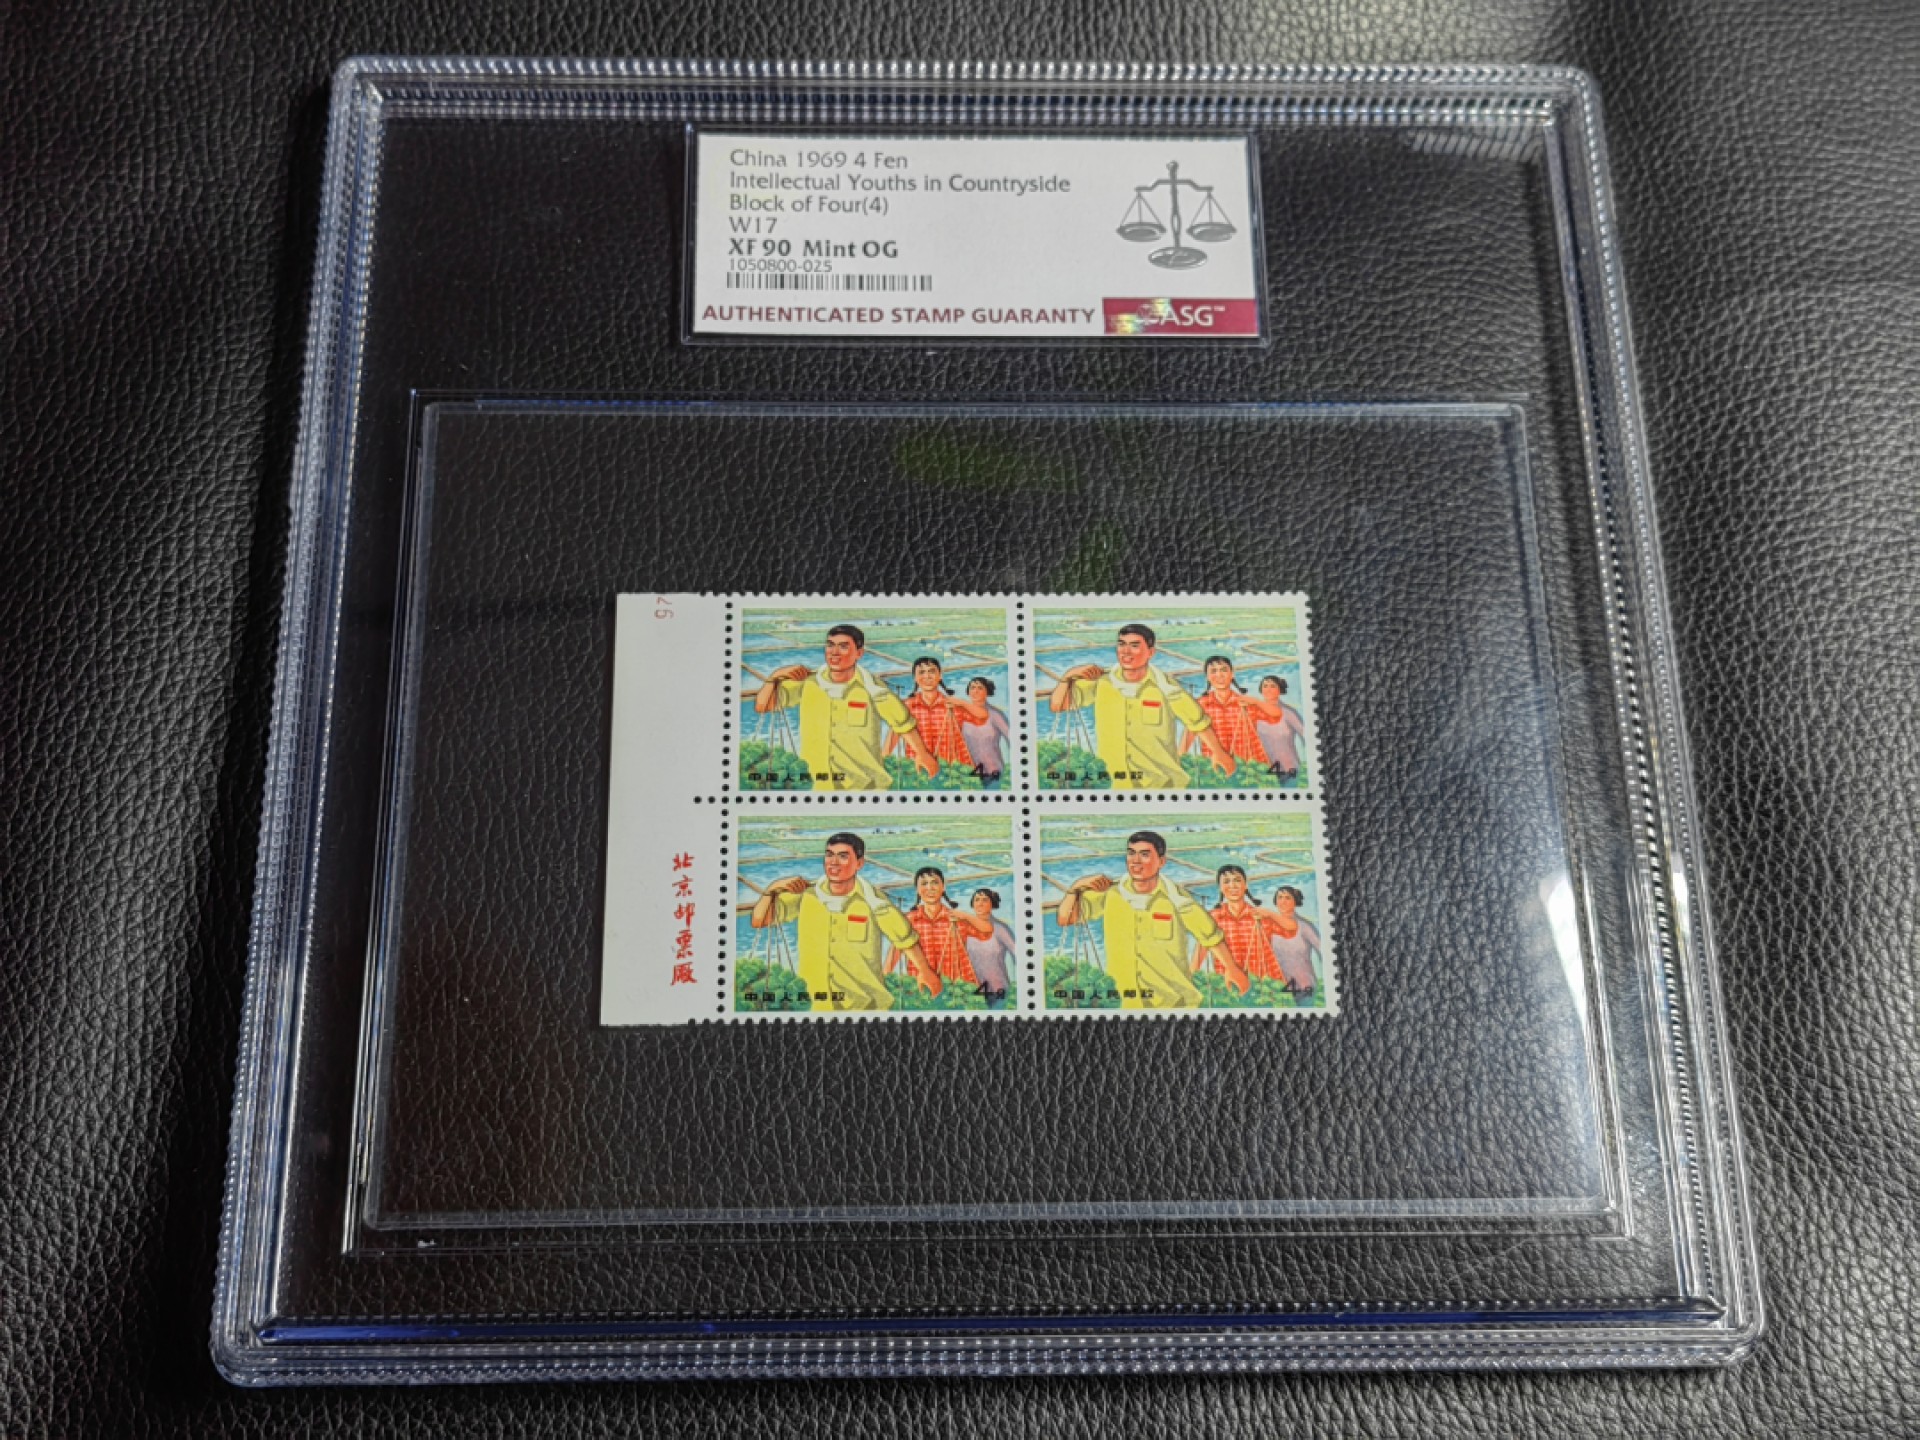 China 1969 4 Fen
Intellectual Youths in Countryside
Block of Four(4)
W17
XF 90 Mint OG
1050800-025
AUTHENTICATED STAMP GUARANTY
ASG™
中国人民邮政 4分
中国人民邮政 4分
北京邮票厂
中国人民邮政 4分
中国人民邮政 4分